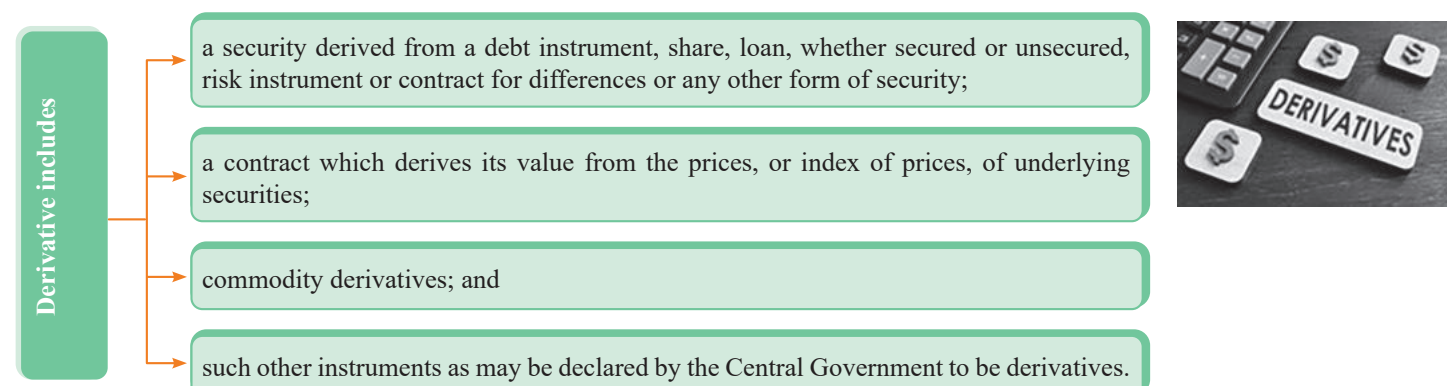 Derivative includes
a security derived from a debt instrument, share, loan, whether secured or unsecured,
risk instrument or contract for differences or any other form of security;
a contract which derives its value from the prices, or index of prices, of underlying
securities;
commodity derivatives; and
such other instruments as may be declared by the Central Government to be derivatives.
$
$
DERIVATIVES
$